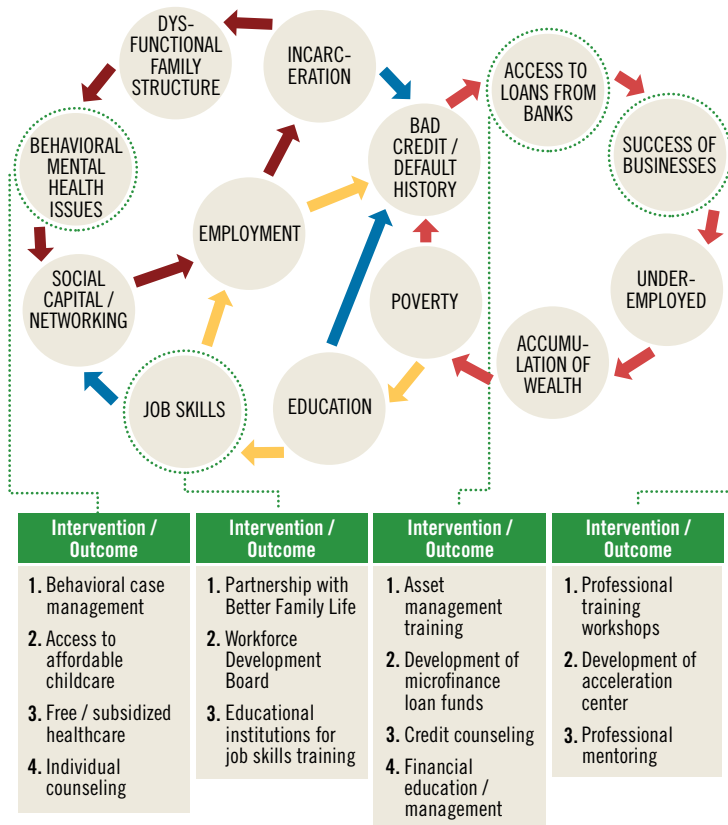 DYS-
FUNCTIONAL
FAMILY
STRUCTURE
INCARC-
ERATION
ACCESS TO
LOANS FROM
BANKS
BAD
CREDIT /
DEFAULT
HISTORY
SUCCESS OF
BUSINESSES
BEHAVIORAL
MENTAL
HEALTH
ISSUES
EMPLOYMENT
SOCIAL
CAPITAL /
NETWORKING
POVERTY
UNDER-
EMPLOYED
ACCUMU-
LATION OF
WEALTH
JOB SKILLS
EDUCATION
Intervention /
Outcome
1. Behavioral case
management
2. Access to
affordable
childcare
3. Free / subsidized
healthcare
4. Individual
counseling
Intervention /
Outcome
1. Partnership with
Better Family Life
2. Workforce
Development
Board
3. Educational
institutions for
job skills training
Intervention /
Outcome
1. Asset
management
training
2. Development of
microfinance
loan funds
3. Credit counseling
4. Financial
education /
management
Intervention /
Outcome
1. Professional
training
workshops
2. Development of
acceleration
center
3. Professional
mentoring